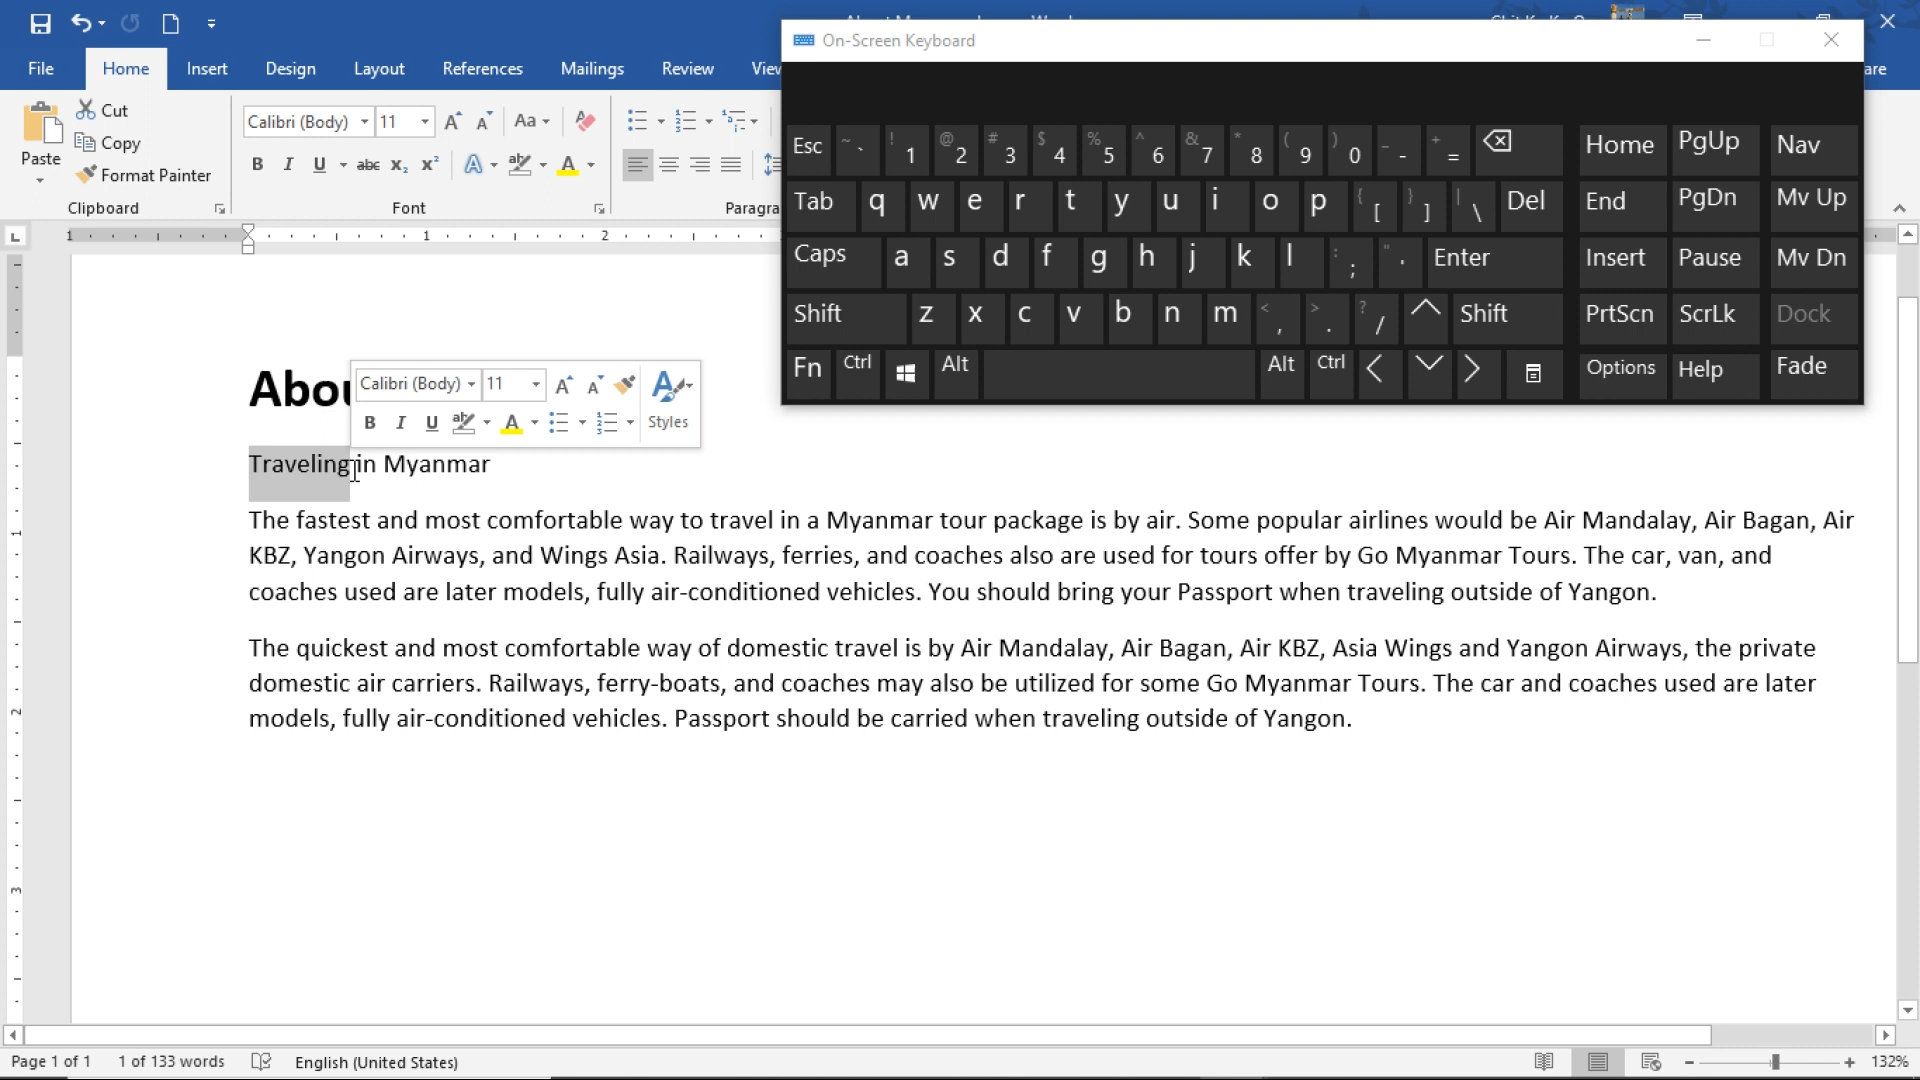 On-Screen Keyboard
File Home Insert Design Layout References Mailings Review
Cut
Copy
Paste
Format Painter
Clipboard
Calibri (Body) 11
Font
Esc ~ ` ! 1 @ 2 # 3 $ 4 % 5 ^ 6 & 7 * 8 ( 9 ) 0 _ - + = Home PgUp Nav
Tab q w e r t y u i o p { [ } ] | \ Del End PgDn Mv Up
Caps a s d f g h j k l : ; " ' Enter Insert Pause Mv Dn
Shift z x c v b n m < , > . ? / Shift PrtScn ScrLk Dock
Fn Ctrl Alt Alt Ctrl Options Help Fade
Calibri (Body) 11
B I U Styles
Traveling in Myanmar
The fastest and most comfortable way to travel in a Myanmar tour package is by air. Some popular airlines would be Air Mandalay, Air Bagan, Air
KBZ, Yangon Airways, and Wings Asia. Railways, ferries, and coaches also are used for tours offer by Go Myanmar Tours. The car, van, and
coaches used are later models, fully air-conditioned vehicles. You should bring your Passport when traveling outside of Yangon.
The quickest and most comfortable way of domestic travel is by Air Mandalay, Air Bagan, Air KBZ, Asia Wings and Yangon Airways, the private
domestic air carriers. Railways, ferry-boats, and coaches may also be utilized for some Go Myanmar Tours. The car and coaches used are later
models, fully air-conditioned vehicles. Passport should be carried when traveling outside of Yangon.
Page 1 of 1 1 of 133 words English (United States) 132%